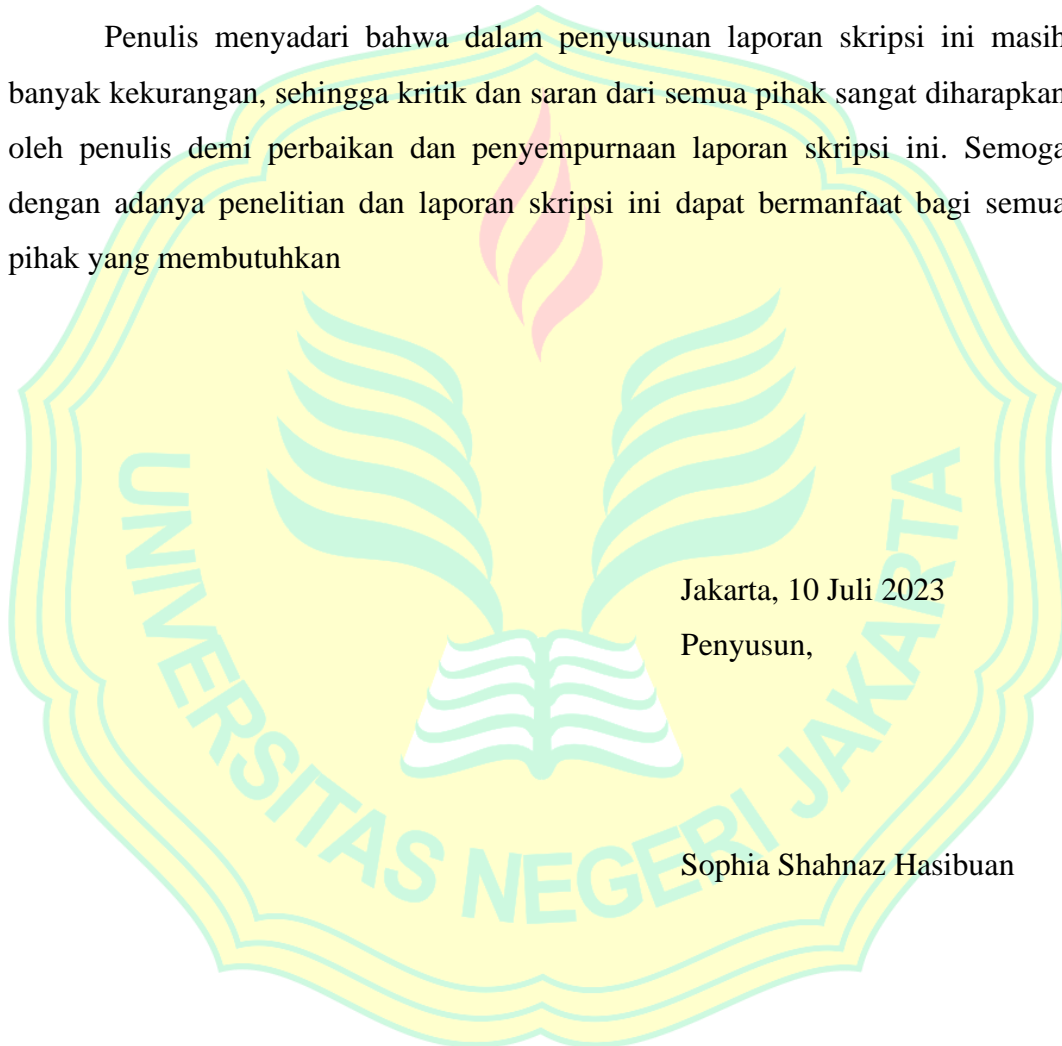 Penulis menyadari bahwa dalam penyusunan laporan skripsi ini masih
banyak kekurangan, sehingga kritik dan saran dari semua pihak sangat diharapkan
oleh penulis demi perbaikan dan penyempurnaan laporan skripsi ini. Semoga
dengan adanya penelitian dan laporan skripsi ini dapat bermanfaat bagi semua
pihak yang membutuhkan
Jakarta, 10 Juli 2023
Penyusun,
Sophia Shahnaz Hasibuan
UNIVERSITAS NEGERI JAKARTA